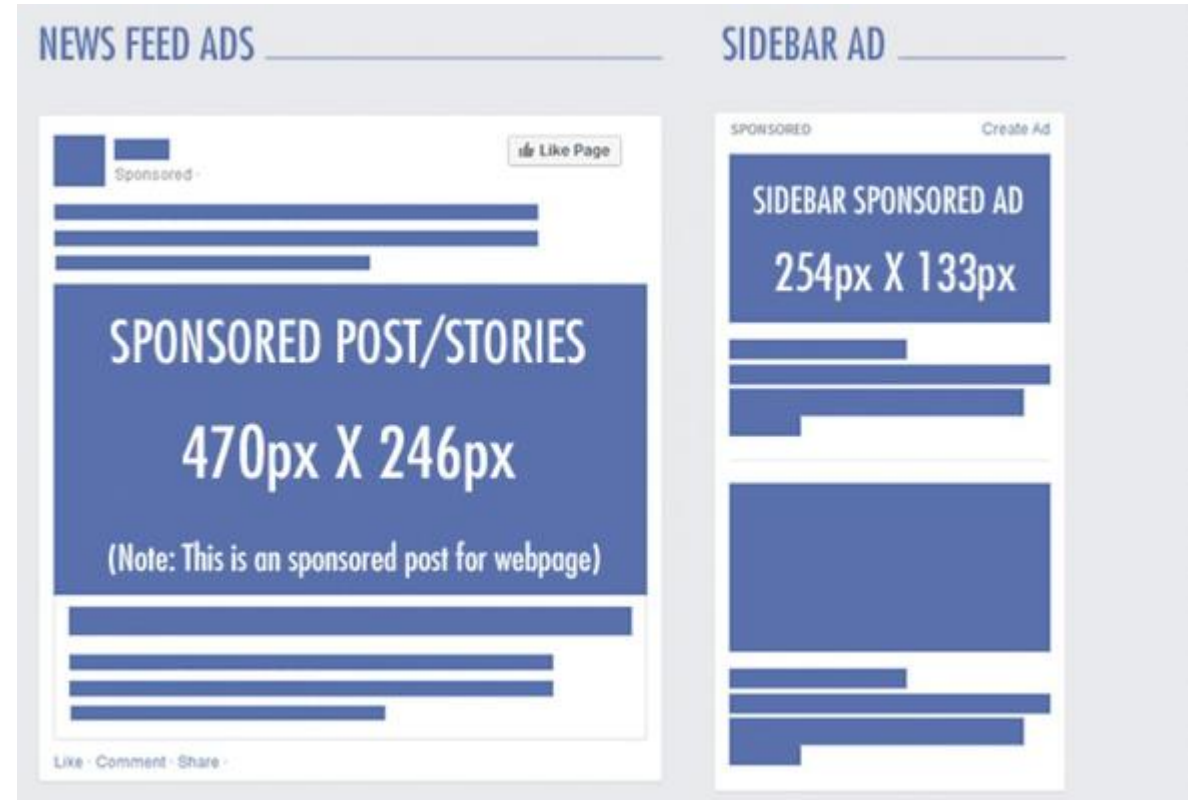 NEWS FEED ADS
Sponsored ·
Like Page
SPONSORED POST/STORIES
470px X 246px
(Note: This is an sponsored post for webpage)
Like · Comment · Share ·
SIDEBAR AD
SPONSORED
Create Ad
SIDEBAR SPONSORED AD
254px X 133px